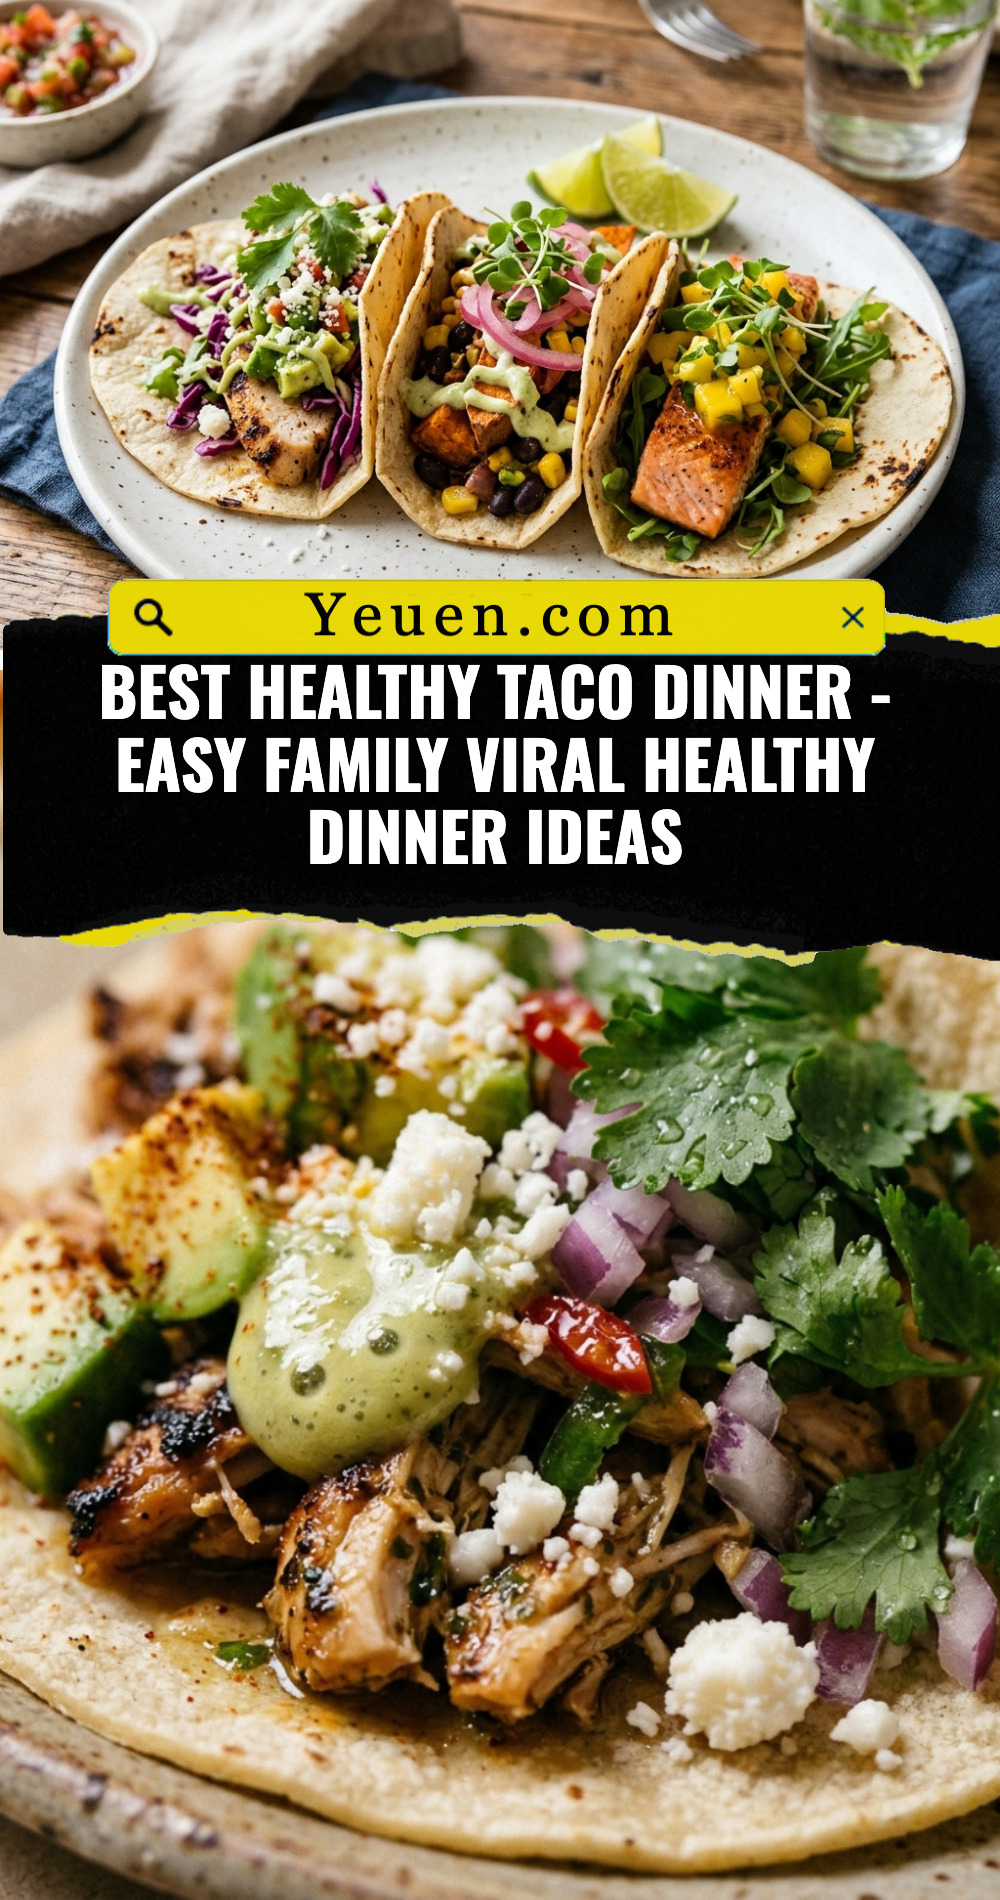 Yeuen.com
BEST HEALTHY TACO DINNER -
EASY FAMILY VIRAL HEALTHY
DINNER IDEAS